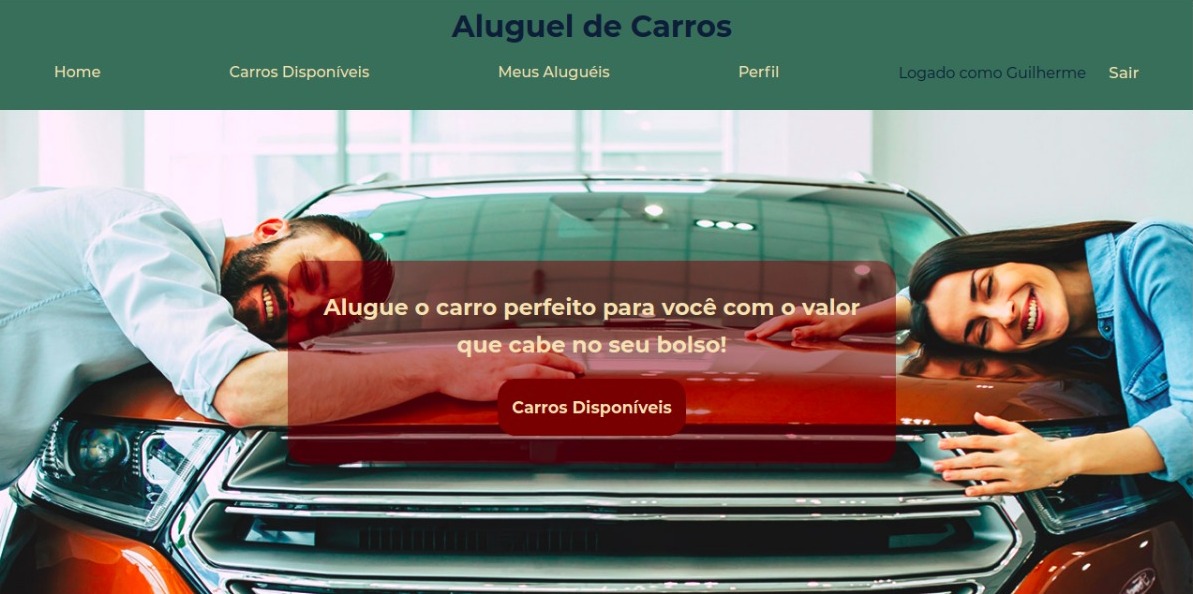 Aluguel de Carros
Home
Carros Disponíveis
Meus Aluguéis
Perfil
Logado como Guilherme
Sair
Alugue o carro perfeito para você com o valor
que cabe no seu bolso!
Carros Disponíveis